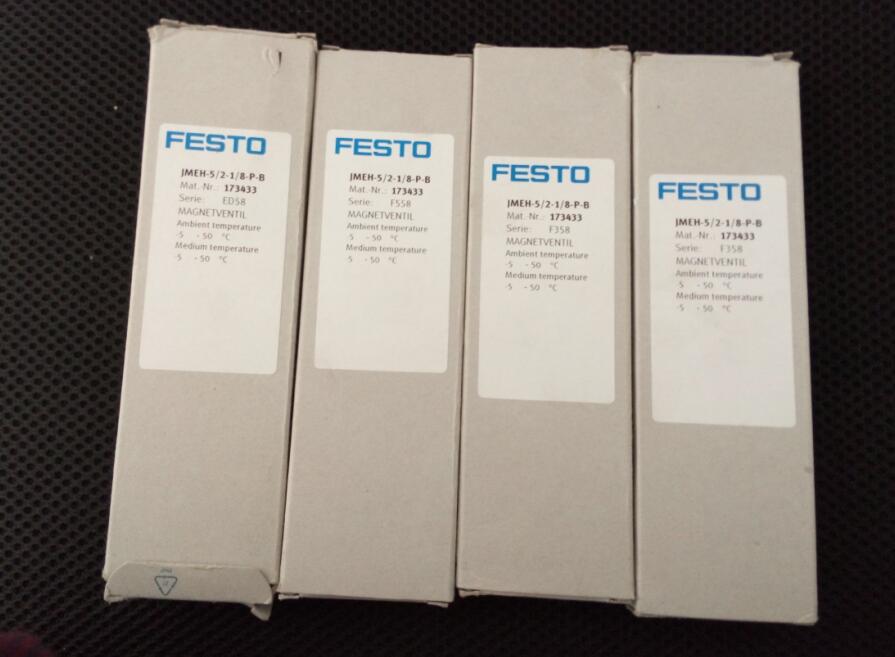 FESTO
JMEH-5/2-1/8-P-B
Mat.-Nr.: 173433
Serie: ED58
MAGNETVENTIL
Ambient temperature
-5 - 50 °C
Medium temperature
-5 - 50 °C
FESTO
JMEH-5/2-1/8-P-B
Mat.-Nr.: 173433
Serie: F558
MAGNETVENTIL
Ambient temperature
-5 - 50 °C
Medium temperature
-5 - 50 °C
FESTO
JMEH-5/2-1/8-P-B
Mat.-Nr.: 173433
Serie: F358
MAGNETVENTIL
Ambient temperature
-5 - 50 °C
Medium temperature
-5 - 50 °C
FESTO
JMEH-5/2-1/8-P-B
Mat.-Nr.: 173433
Serie: F358
MAGNETVENTIL
Ambient temperature
-5 - 50 °C
Medium temperature
-5 - 50 °C